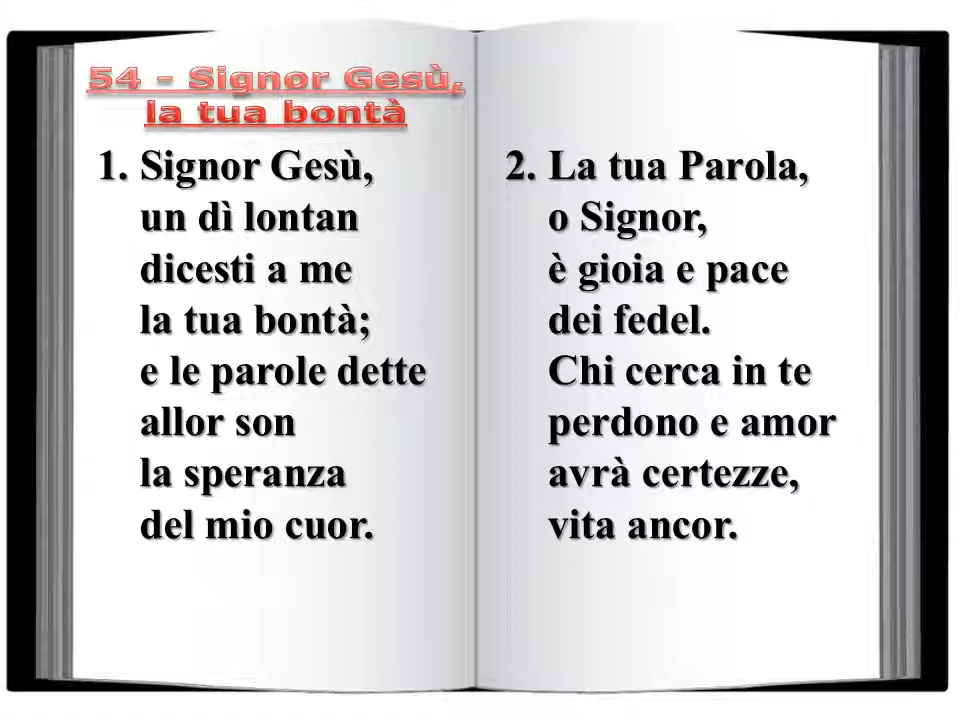 54 - Signor Gesù,
la tua bontà
1. Signor Gesù,
un dì lontan
dicesti a me
la tua bontà;
e le parole dette
allor son
la speranza
del mio cuor.
2. La tua Parola,
o Signor,
è gioia e pace
dei fedel.
Chi cerca in te
perdono e amor
avrà certezze,
vita ancor.